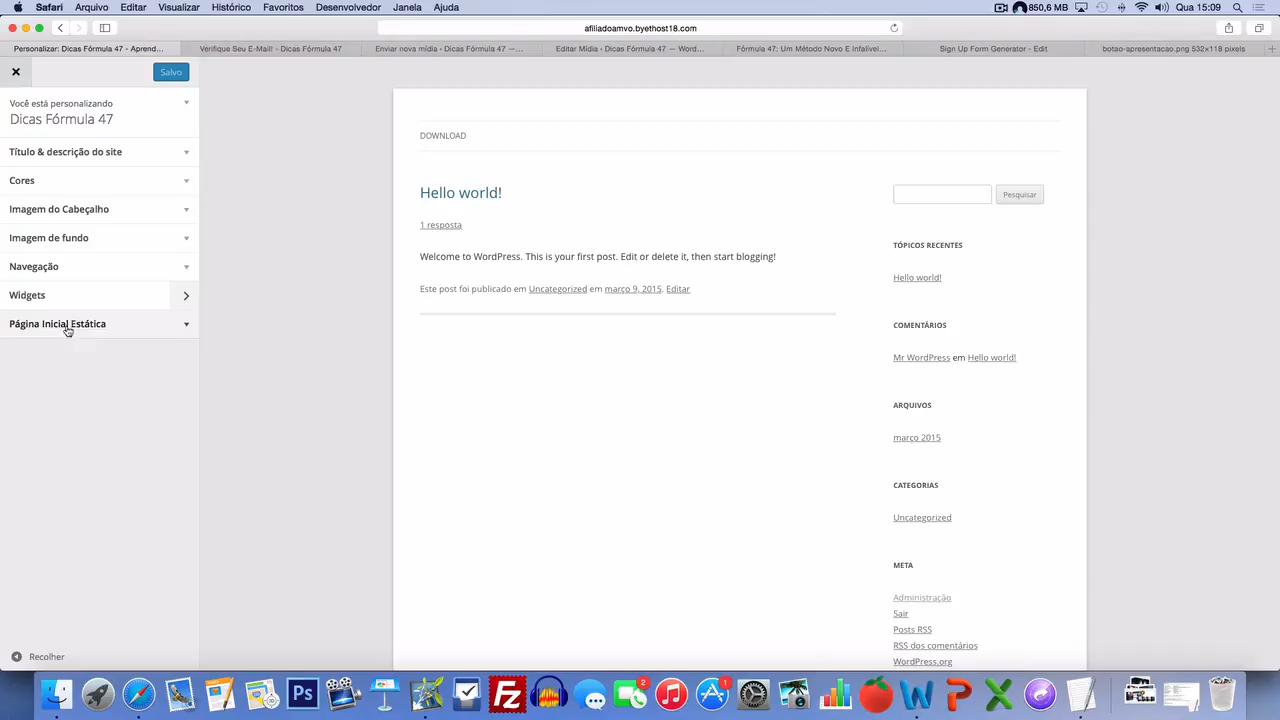 Safari Arquivo Editar Visualizar Histórico Favoritos Desenvolvedor Janela Ajuda
850,6 MB Qua 15:09
afiliadoamvo.byethost18.com
Personalizar: Dicas Fórmula 47 - Aprend...
Verifique Seu E-Mail! - Dicas Fórmula 47
Enviar nova mídia ‹ Dicas Fórmula 47 —...
Editar Mídia ‹ Dicas Fórmula 47 — Wor...
Fórmula 47: Um Método Novo E Infalível...
Sign Up Form Generator - Edit
botao-apresentacao.png 532×118 pixels
Salvo
Você está personalizando
Dicas Fórmula 47
Título & descrição do site
Cores
Imagem do Cabeçalho
Imagem de fundo
Navegação
Widgets
Página Inicial Estática
Recolher
DOWNLOAD
Hello world!
1 resposta
Welcome to WordPress. This is your first post. Edit or delete it, then start blogging!
Este post foi publicado em Uncategorized em março 9, 2015. Editar
Pesquisar
TÓPICOS RECENTES
Hello world!
COMENTÁRIOS
Mr WordPress em Hello world!
ARQUIVOS
março 2015
CATEGORIAS
Uncategorized
META
Administração
Sair
Posts RSS
RSS dos comentários
WordPress.org
Ps
Fz
2
1